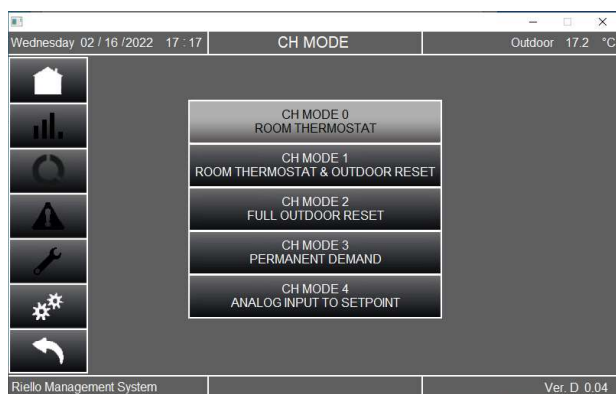 Wednesday 02 / 16 /2022 17 : 17 CH MODE Outdoor 17.2 °C
CH MODE 0
ROOM THERMOSTAT
CH MODE 1
ROOM THERMOSTAT & OUTDOOR RESET
CH MODE 2
FULL OUTDOOR RESET
CH MODE 3
PERMANENT DEMAND
CH MODE 4
ANALOG INPUT TO SETPOINT
Riello Management System Ver. D 0.04